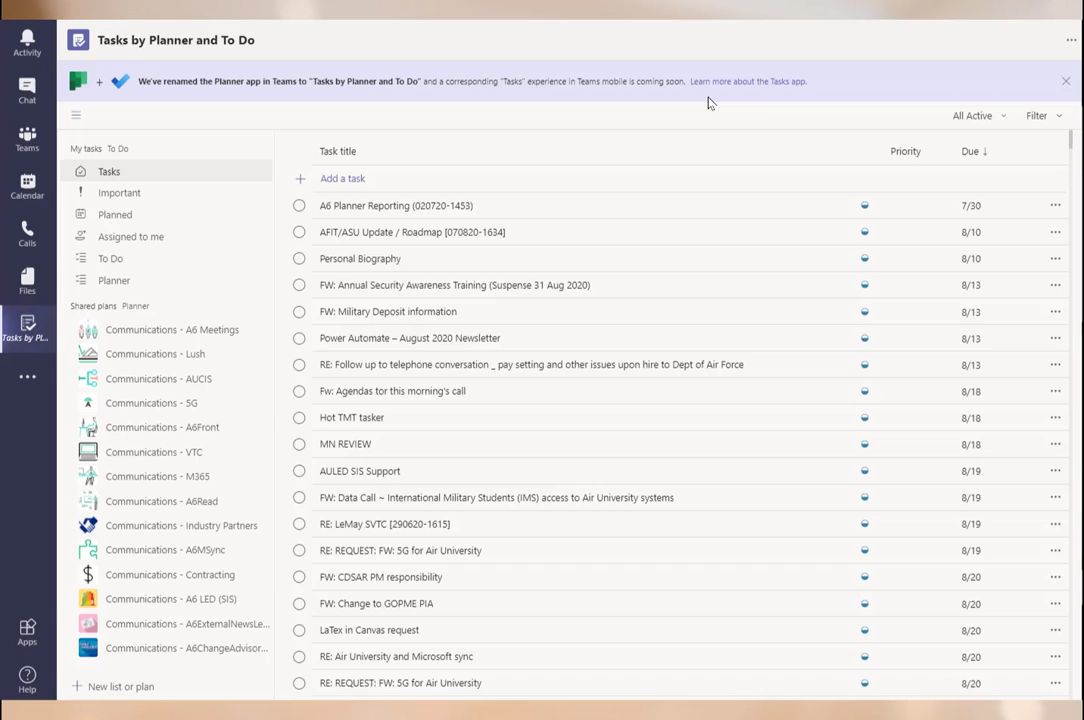 Tasks by Planner and To Do
Activity
Chat
Teams
Calendar
Calls
Files
Tasks by Pl...
Apps
Help
We've renamed the Planner app in Teams to "Tasks by Planner and To Do" and a corresponding "Tasks" experience in Teams mobile is coming soon. Learn more about the Tasks app.
All Active
Filter
My tasks To Do
Tasks
Important
Planned
Assigned to me
To Do
Planner
Shared plans Planner
Communications - A6 Meetings
Communications - Lush
Communications - AUCIS
Communications - 5G
Communications - A6Front
Communications - VTC
Communications - M365
Communications - A6Read
Communications - Industry Partners
Communications - A6MSync
Communications - Contracting
Communications - A6 LED (SIS)
Communications - A6ExternalNewsLe...
Communications - A6ChangeAdvisor...
New list or plan
Task title Priority Due ↓
Add a task
A6 Planner Reporting (020720-1453) 7/30
AFIT/ASU Update / Roadmap [070820-1634] 8/10
Personal Biography 8/10
FW: Annual Security Awareness Training (Suspense 31 Aug 2020) 8/13
FW: Military Deposit information 8/13
Power Automate – August 2020 Newsletter 8/13
RE: Follow up to telephone conversation _ pay setting and other issues upon hire to Dept of Air Force 8/13
Fw: Agendas tor this morning's call 8/18
Hot TMT tasker 8/18
MN REVIEW 8/18
AULED SIS Support 8/19
FW: Data Call ~ International Military Students (IMS) access to Air University systems 8/19
RE: LeMay SVTC [290620-1615] 8/19
RE: REQUEST: FW: 5G for Air University 8/19
FW: CDSAR PM responsibility 8/20
FW: Change to GOPME PIA 8/20
LaTex in Canvas request 8/20
RE: Air University and Microsoft sync 8/20
RE: REQUEST: FW: 5G for Air University 8/20